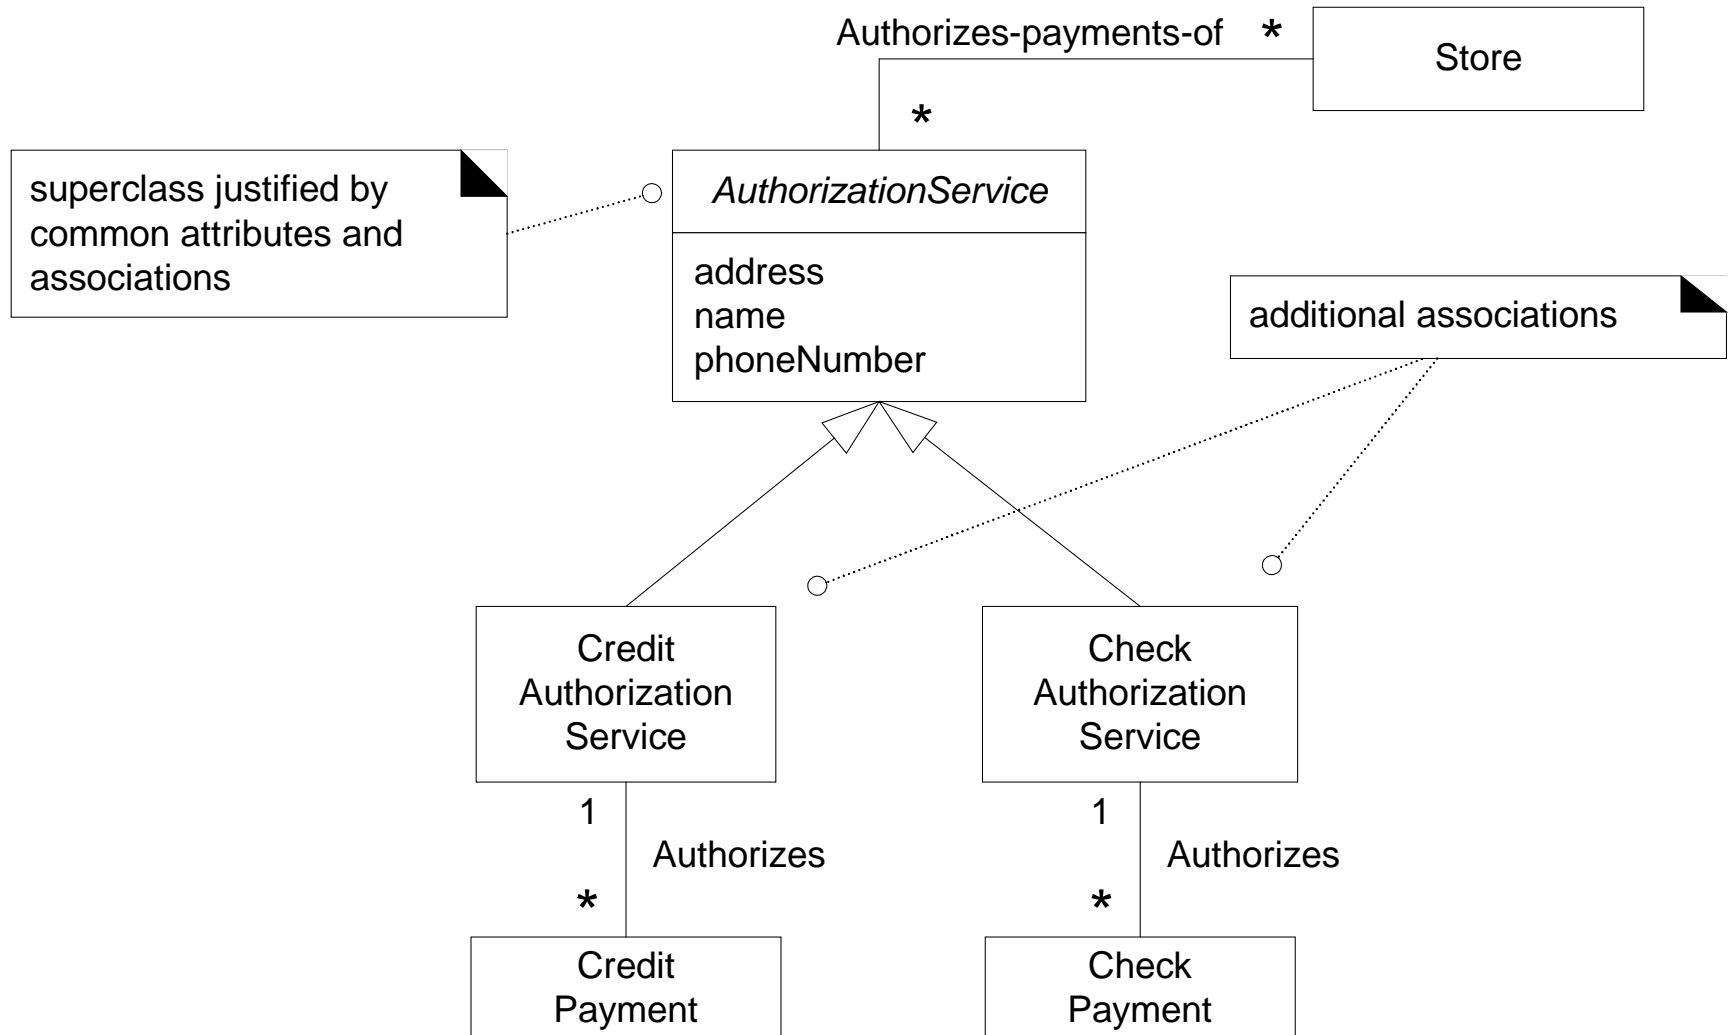 Authorizes-payments-of *
Store
*
superclass justified by
common attributes and
associations
AuthorizationService
address
name
phoneNumber
additional associations
Credit
Authorization
Service
Check
Authorization
Service
1
Authorizes
*
1
Authorizes
*
Credit
Payment
Check
Payment